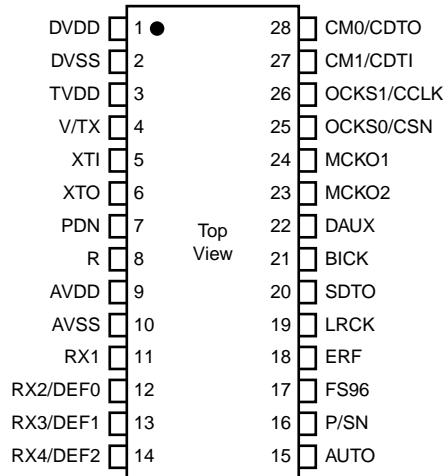 DVDD 1 28 CM0/CDTO
DVSS 2 27 CM1/CDTI
TVDD 3 26 OCKS1/CCLK
V/TX 4 25 OCKS0/CSN
XTI 5 24 MCKO1
XTO 6 23 MCKO2
PDN 7 Top 22 DAUX
R 8 View 21 BICK
AVDD 9 20 SDTO
AVSS 10 19 LRCK
RX1 11 18 ERF
RX2/DEF0 12 17 FS96
RX3/DEF1 13 16 P/SN
RX4/DEF2 14 15 AUTO